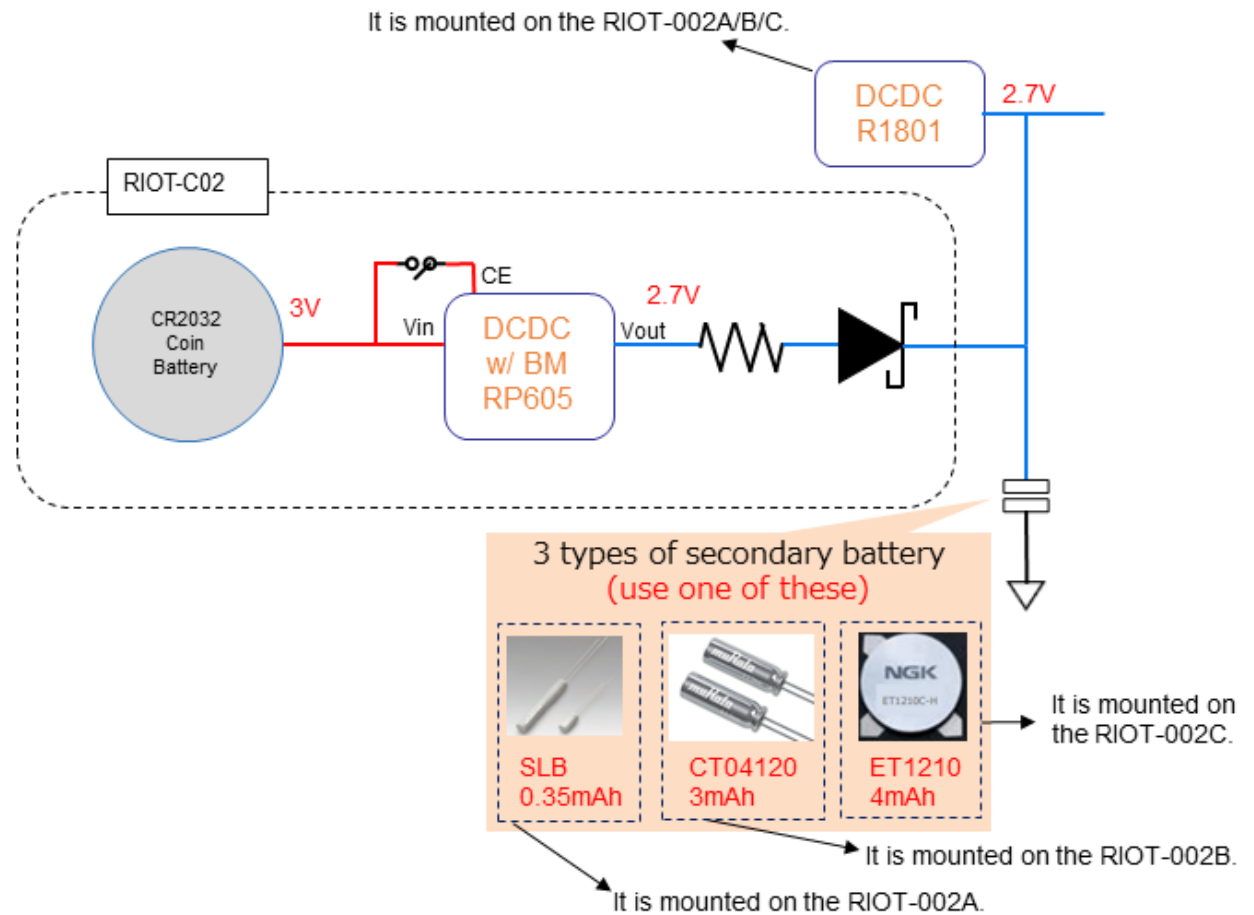 It is mounted on the RIOT-002A/B/C.
DCDC
R1801
2.7V
RIOT-C02
CR2032
Coin
Battery
3V
CE
Vin
DCDC
w/ BM
RP605
2.7V
Vout
3 types of secondary battery
(use one of these)
muRata
muRata
NGK
ET1210C-H
SLB
0.35mAh
CT04120
3mAh
ET1210
4mAh
It is mounted on
the RIOT-002C.
It is mounted on the RIOT-002B.
It is mounted on the RIOT-002A.